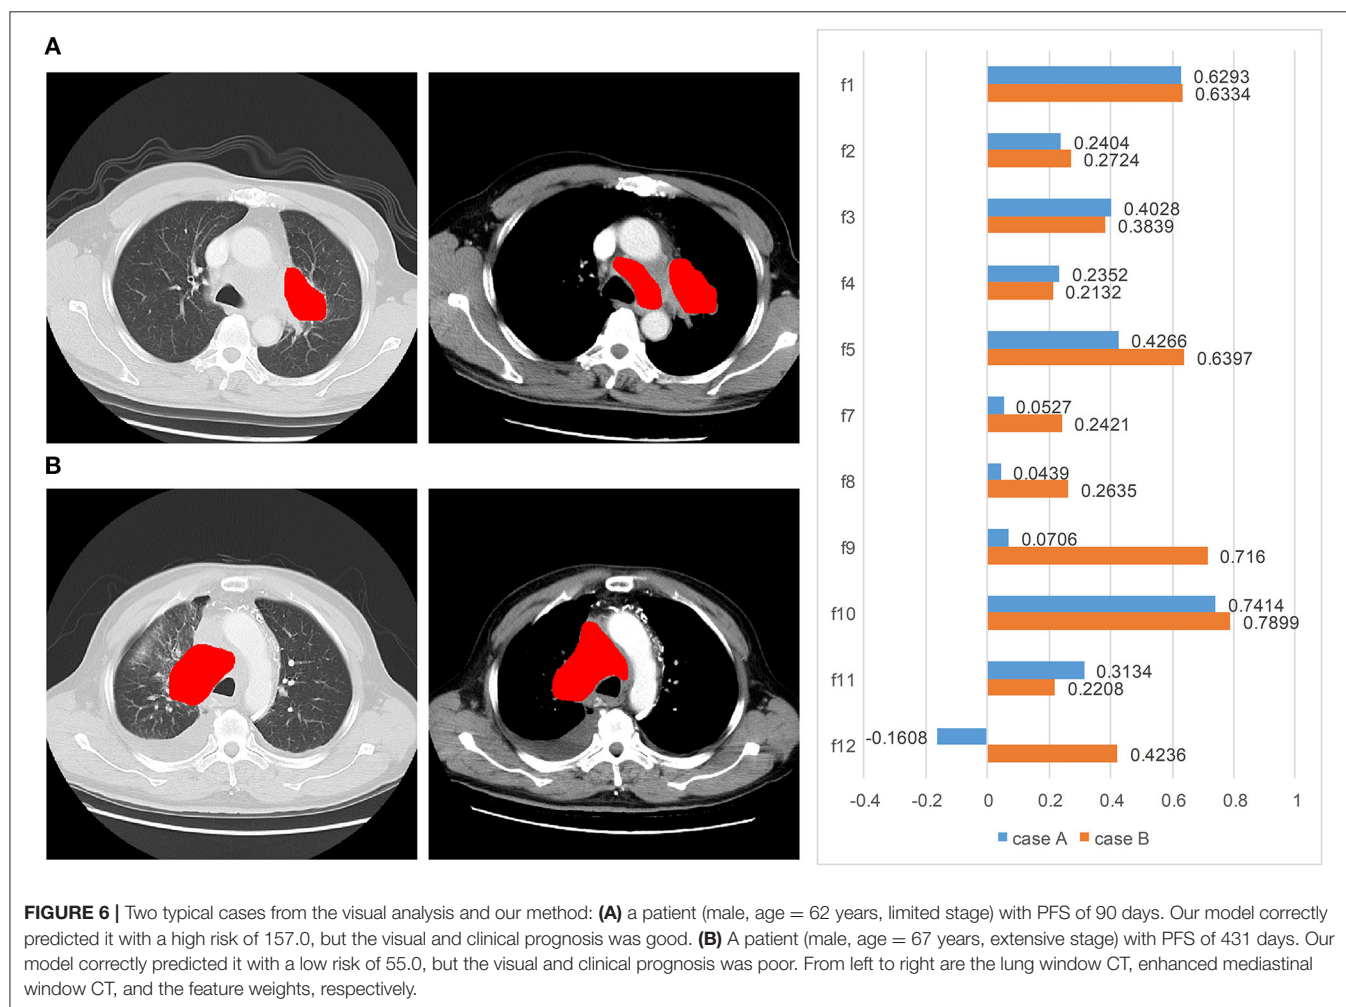 A
B
f1
0.6293
0.6334
f2
0.2404
0.2724
f3
0.4028
0.3839
f4
0.2352
0.2132
f5
0.4266
0.6397
f7
0.0527
0.2421
f8
0.0439
0.2635
f9
0.0706
0.716
f10
0.7414
0.7899
f11
0.3134
0.2208
f12
-0.1608
0.4236
-0.4 -0.2 0 0.2 0.4 0.6 0.8 1
case A case B
FIGURE 6 | Two typical cases from the visual analysis and our method: (A) a patient (male, age = 62 years, limited stage) with PFS of 90 days. Our model correctly
predicted it with a high risk of 157.0, but the visual and clinical prognosis was good. (B) A patient (male, age = 67 years, extensive stage) with PFS of 431 days. Our
model correctly predicted it with a low risk of 55.0, but the visual and clinical prognosis was poor. From left to right are the lung window CT, enhanced mediastinal
window CT, and the feature weights, respectively.